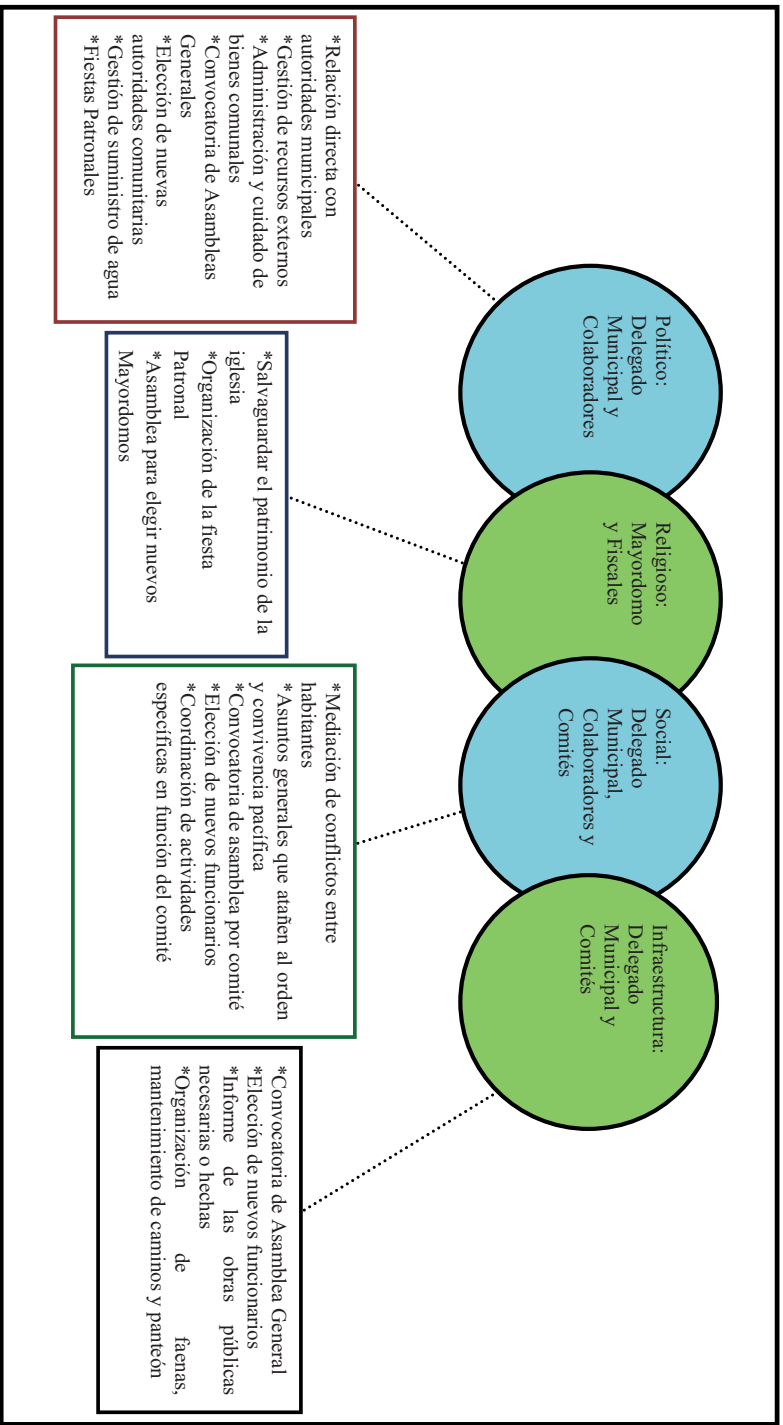 Político:
Delegado
Municipal y
Colaboradores
Religioso:
Mayordomo
y Fiscales
Social:
Delegado
Municipal,
Colaboradores y
Comités
Infraestructura:
Delegado
Municipal y
Comités
*Relación directa con
autoridades municipales
*Gestión de recursos externos
*Administración y cuidado de
bienes comunales
*Convocatoria de Asambleas
Generales
*Elección de nuevas
autoridades comunitarias
*Gestión de suministro de agua
*Fiestas Patronales
*Salvaguardar el patrimonio de la
iglesia
*Organización de la fiesta
Patronal
*Asamblea para elegir nuevos
Mayordomos
*Mediación de conflictos entre
habitantes
*Asuntos generales que atañen al orden
y convivencia pacífica
*Convocatoria de asamblea por comité
*Elección de nuevos funcionarios
*Coordinación de actividades
específicas en función del comité
*Convocatoria de Asamblea General
*Elección de nuevos funcionarios
*Informe de las obras públicas
necesarias o hechas
*Organización de faenas,
mantenimiento de caminos y panteón